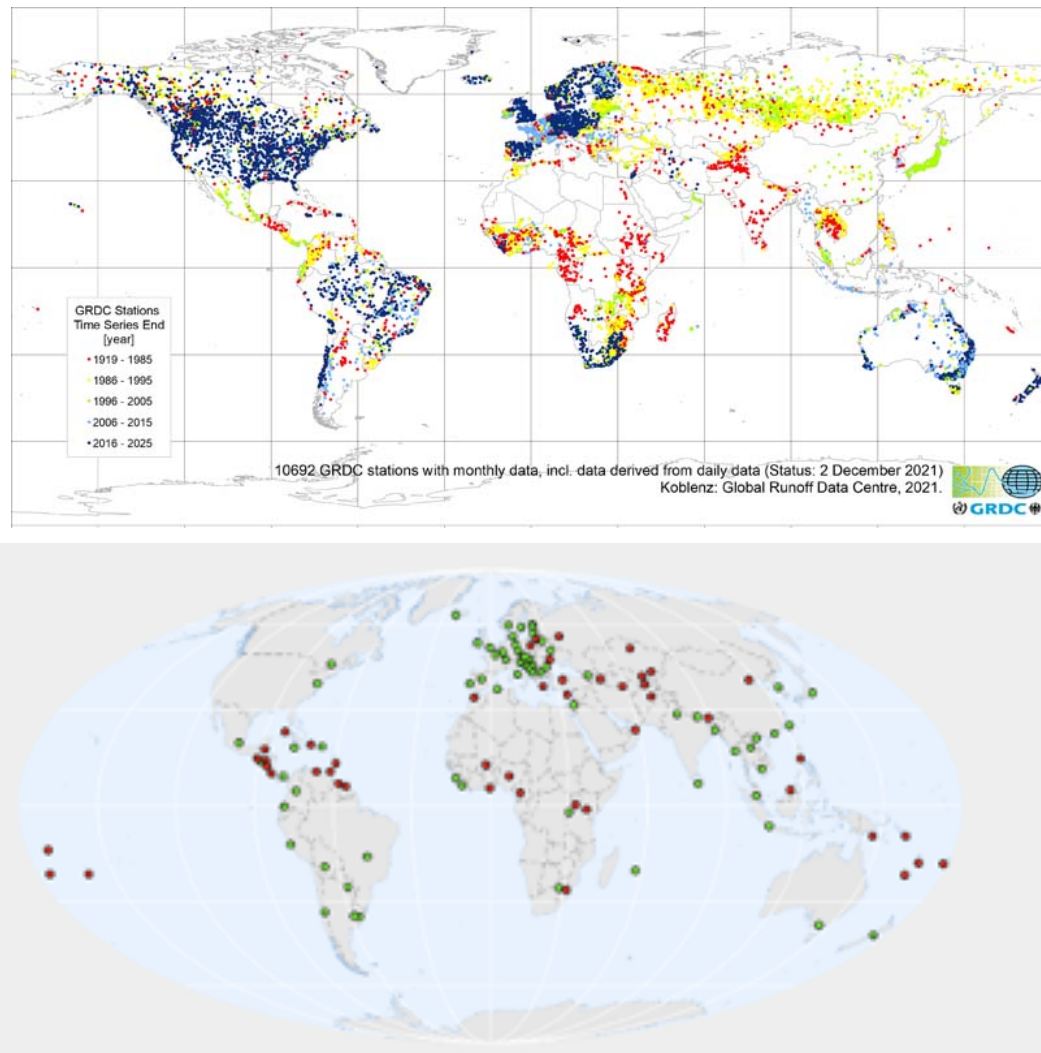 GRDC Stations
Time Series End
[year]
1919 - 1985
1986 - 1995
1996 - 2005
2006 - 2015
2016 - 2025
10692 GRDC stations with monthly data, incl. data derived from daily data (Status: 2 December 2021)
Koblenz: Global Runoff Data Centre, 2021.
GRDC